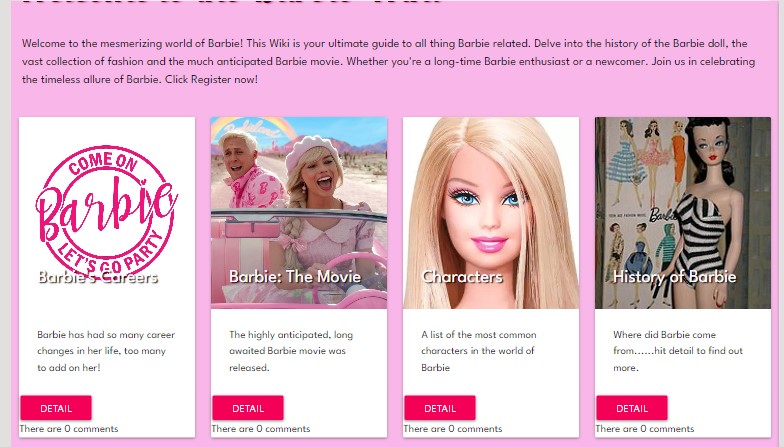 Welcome to the mesmerizing world of Barbie! This Wiki is your ultimate guide to all thing Barbie related. Delve into the history of the Barbie doll, the
vast collection of fashion and the much anticipated Barbie movie. Whether you're a long-time Barbie enthusiast or a newcomer. Join us in celebrating
the timeless allure of Barbie. Click Register now!
COME ON
Barbie
LET'S GO PARTY
Barbie's Careers
Barbie has had so many career
changes in her life, too many
to add on her!
DETAIL
There are 0 comments
Barbie: The Movie
The highly anticipated, long
awaited Barbie movie was
released.
DETAIL
There are 0 comments
Characters
A list of the most common
characters in the world of
Barbie
DETAIL
There are 0 comments
Barbie
History of Barbie
Where did Barbie come
from......hit detail to find out
more.
DETAIL
There are 0 comments